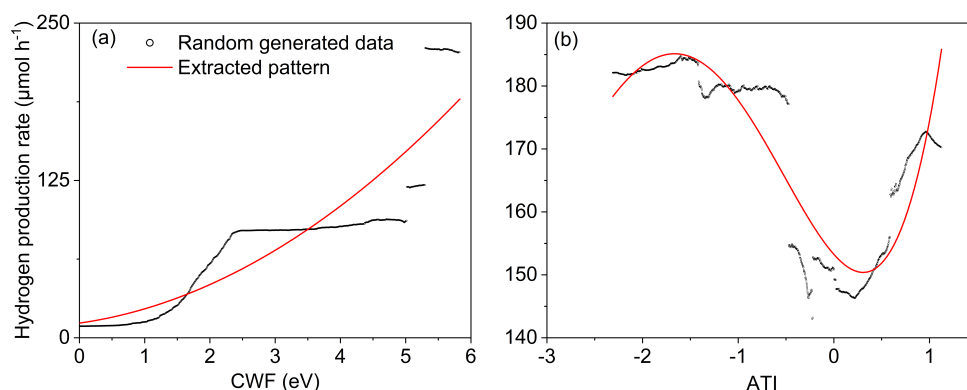 Hydrogen production rate (μmol h⁻¹)
250
125
0
(a)
Random generated data
Extracted pattern
0 1 2 3 4 5 6
CWF (eV)
190
180
170
160
150
140
(b)
-3 -2 -1 0 1
ATI